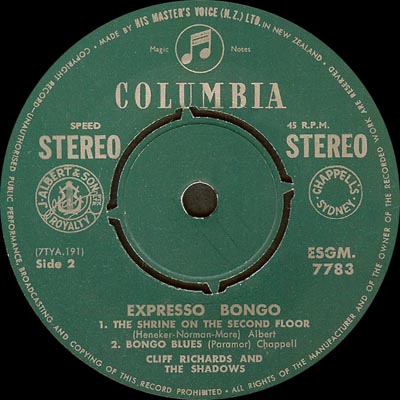 MADE BY HIS MASTER'S VOICE (N.Z.) LTD. IN NEW ZEALAND
Magic Notes
COLUMBIA
SPEED
45 R.P.M.
STEREO
STEREO
J. ALBERT & SON
ROYALTY
CHAPPELLS
SYDNEY
(7TYA.191)
Side 2
ESGM.
7783
EXPRESSO BONGO
1. THE SHRINE ON THE SECOND FLOOR
(Heneker-Norman-More) Albert
2. BONGO BLUES (Paramor) Chappell
CLIFF RICHARDS AND
THE SHADOWS
COPYRIGHT RECORD—UNAUTHORISED PUBLIC PERFORMANCE, BROADCASTING AND COPYING OF THIS RECORD PROHIBITED • ALL RIGHTS OF THE MANUFACTURER AND OF THE OWNER OF THE RECORDED WORK ARE RESERVED